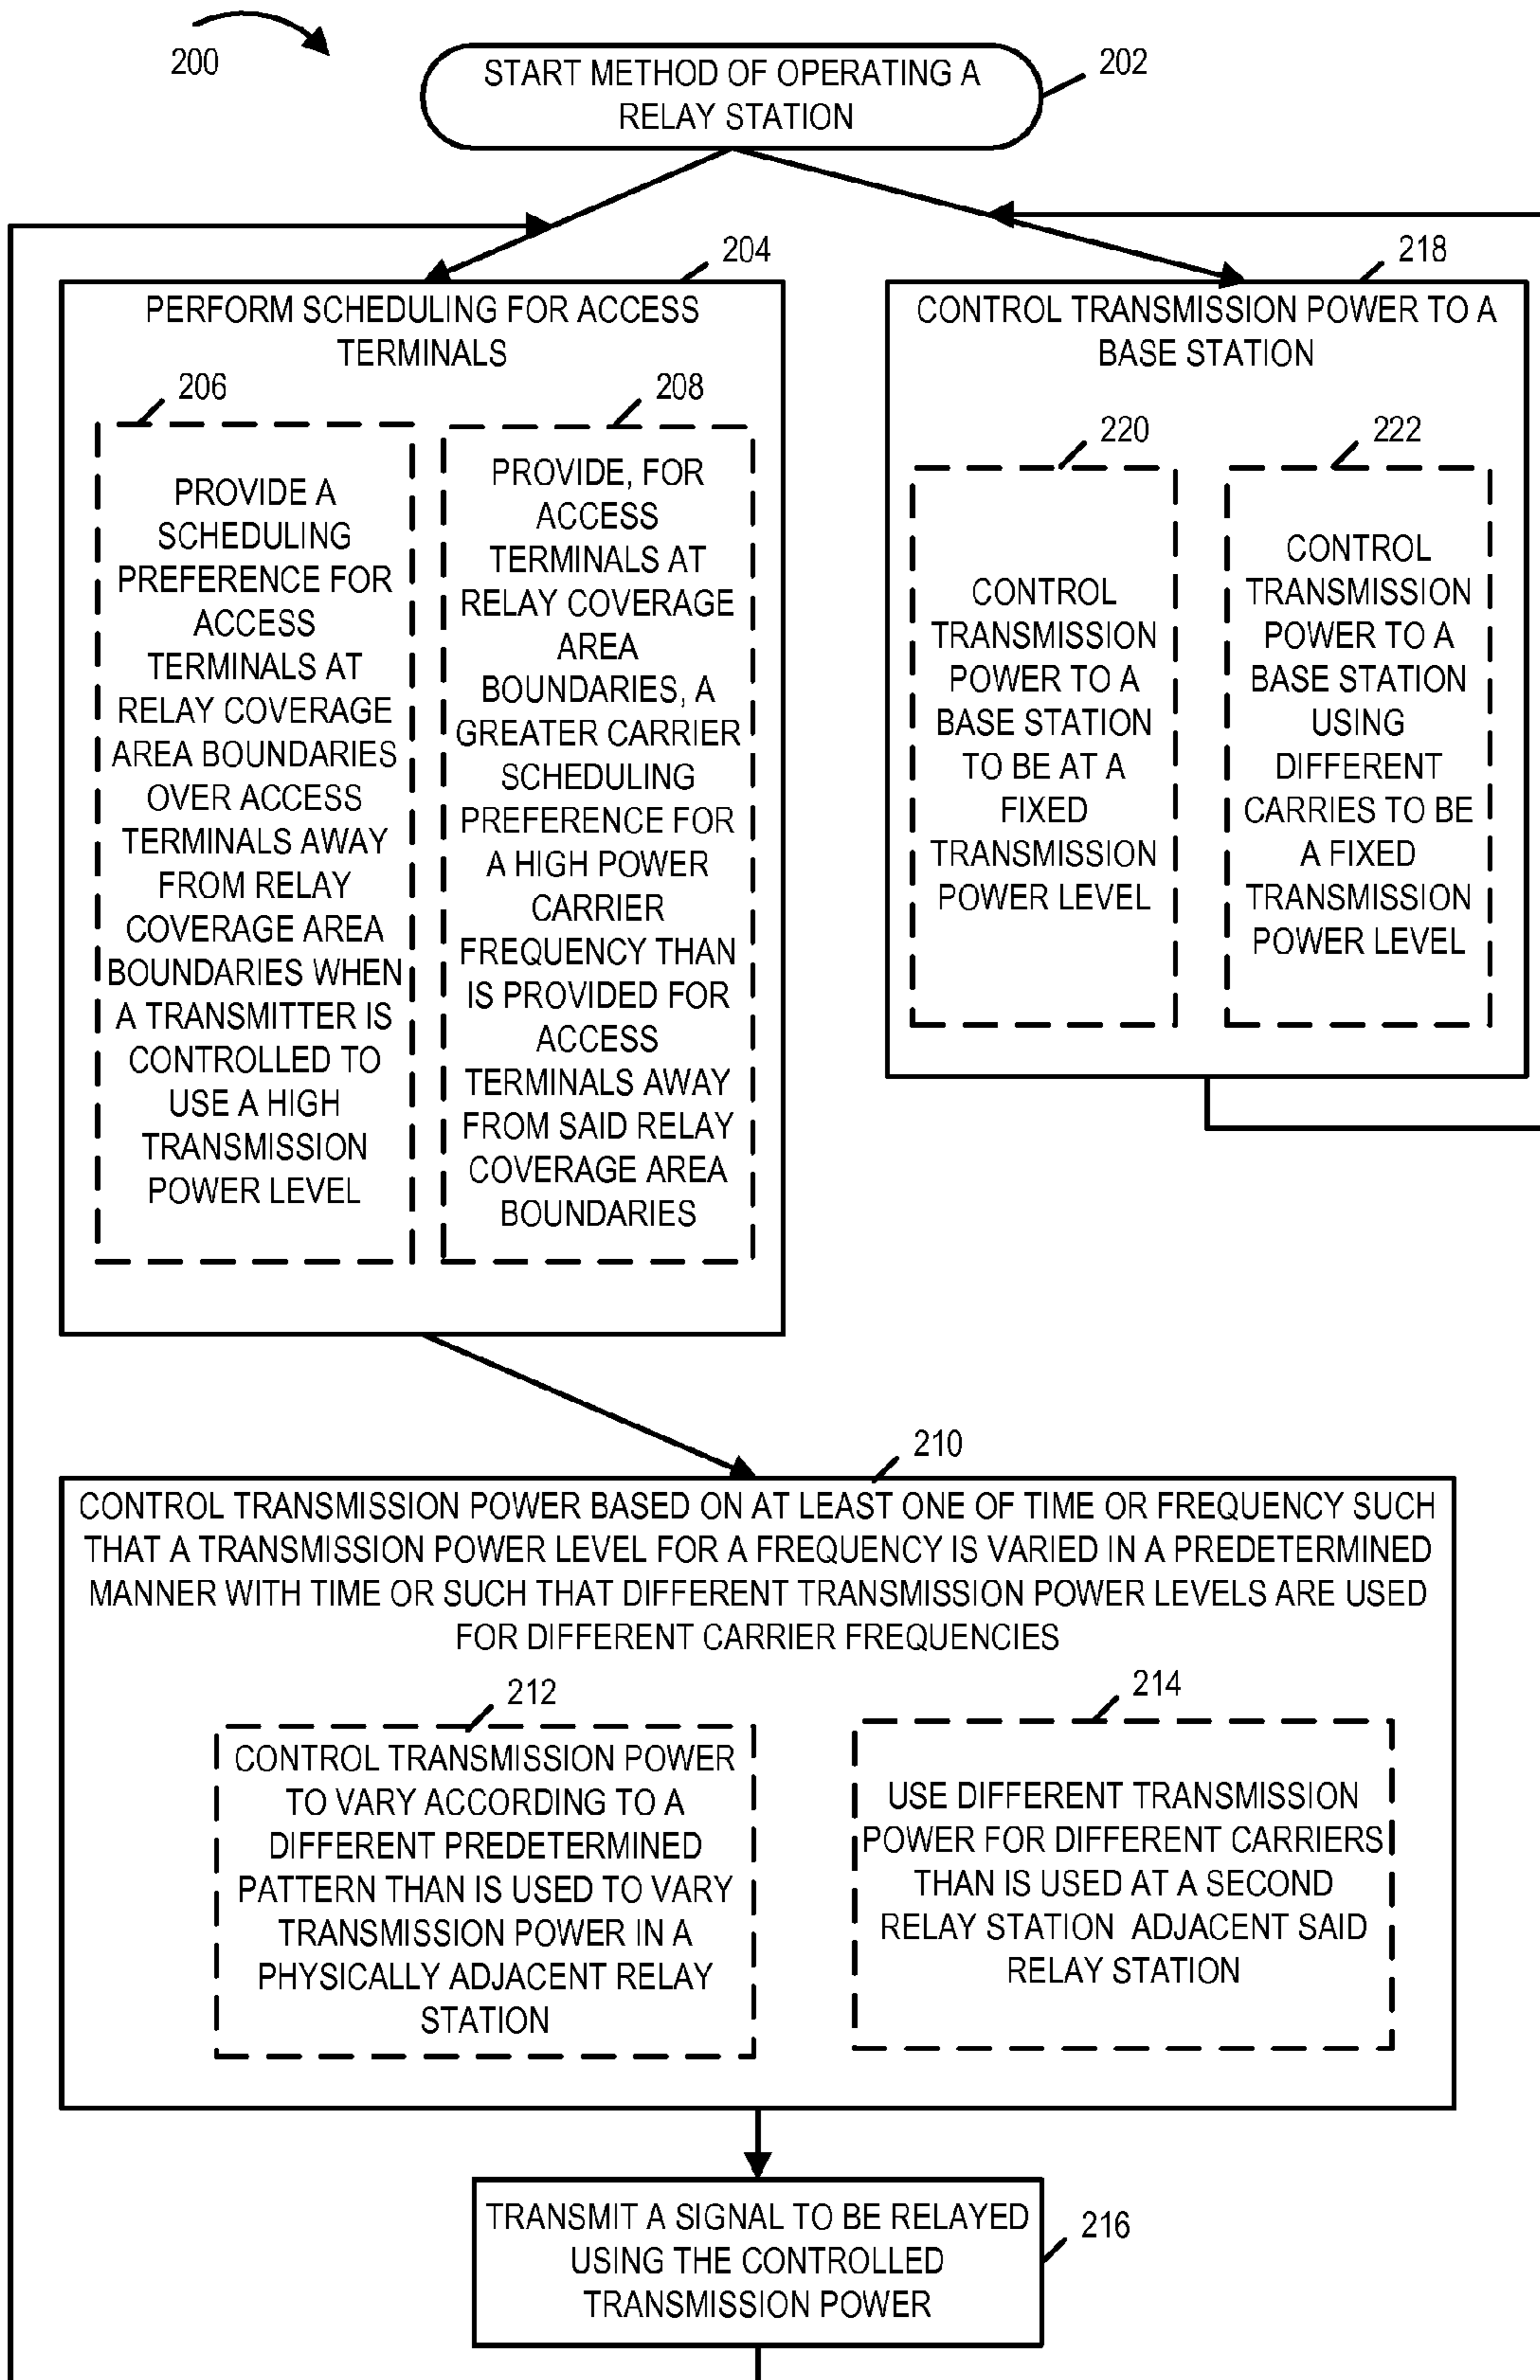 200
START METHOD OF OPERATING A
RELAY STATION
202
204
PERFORM SCHEDULING FOR ACCESS
TERMINALS
206
PROVIDE A
SCHEDULING
PREFERENCE FOR
ACCESS
TERMINALS AT
RELAY COVERAGE
AREA BOUNDARIES
OVER ACCESS
TERMINALS AWAY
FROM RELAY
COVERAGE AREA
BOUNDARIES WHEN
A TRANSMITTER IS
CONTROLLED TO
USE A HIGH
TRANSMISSION
POWER LEVEL
208
PROVIDE, FOR
ACCESS
TERMINALS AT
RELAY COVERAGE
AREA
BOUNDARIES, A
GREATER CARRIER
SCHEDULING
PREFERENCE FOR
A HIGH POWER
CARRIER
FREQUENCY THAN
IS PROVIDED FOR
ACCESS
TERMINALS AWAY
FROM SAID RELAY
COVERAGE AREA
BOUNDARIES
218
CONTROL TRANSMISSION POWER TO A
BASE STATION
220
CONTROL
TRANSMISSION
POWER TO A
BASE STATION
TO BE AT A
FIXED
TRANSMISSION
POWER LEVEL
222
CONTROL
TRANSMISSION
POWER TO A
BASE STATION
USING
DIFFERENT
CARRIES TO BE
A FIXED
TRANSMISSION
POWER LEVEL
210
CONTROL TRANSMISSION POWER BASED ON AT LEAST ONE OF TIME OR FREQUENCY SUCH
THAT A TRANSMISSION POWER LEVEL FOR A FREQUENCY IS VARIED IN A PREDETERMINED
MANNER WITH TIME OR SUCH THAT DIFFERENT TRANSMISSION POWER LEVELS ARE USED
FOR DIFFERENT CARRIER FREQUENCIES
212
CONTROL TRANSMISSION POWER
TO VARY ACCORDING TO A
DIFFERENT PREDETERMINED
PATTERN THAN IS USED TO VARY
TRANSMISSION POWER IN A
PHYSICALLY ADJACENT RELAY
STATION
214
USE DIFFERENT TRANSMISSION
POWER FOR DIFFERENT CARRIERS
THAN IS USED AT A SECOND
RELAY STATION ADJACENT SAID
RELAY STATION
TRANSMIT A SIGNAL TO BE RELAYED
USING THE CONTROLLED
TRANSMISSION POWER
216